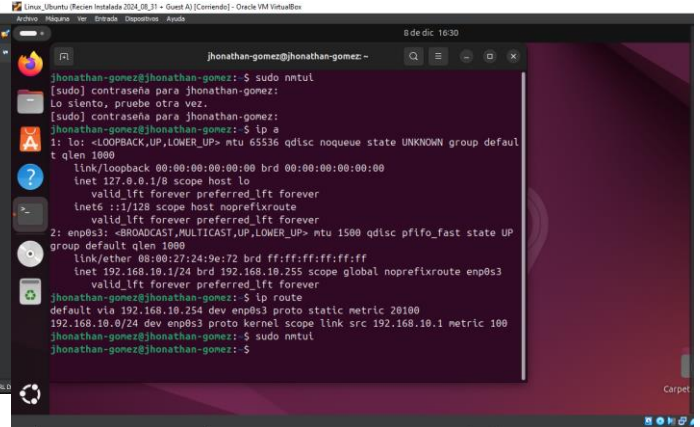 Linux_Ubuntu (Recien Instalada 2024_08_31 + Guest A) [Corriendo] - Oracle VM VirtualBox
Archivo Máquina Ver Entrada Dispositivos Ayuda
8 de dic 16:30
jhonathan-gomez@jhonathan-gomez: ~
jhonathan-gomez@jhonathan-gomez:~$ sudo nmtui
[sudo] contraseña para jhonathan-gomez:
Lo siento, pruebe otra vez.
[sudo] contraseña para jhonathan-gomez:
jhonathan-gomez@jhonathan-gomez:~$ ip a
1: lo: <LOOPBACK,UP,LOWER_UP> mtu 65536 qdisc noqueue state UNKNOWN group defaul
t qlen 1000
link/loopback 00:00:00:00:00:00 brd 00:00:00:00:00:00
inet 127.0.0.1/8 scope host lo
valid_lft forever preferred_lft forever
inet6 ::1/128 scope host noprefixroute
valid_lft forever preferred_lft forever
2: enp0s3: <BROADCAST,MULTICAST,UP,LOWER_UP> mtu 1500 qdisc pfifo_fast state UP
group default qlen 1000
link/ether 08:00:27:24:9e:72 brd ff:ff:ff:ff:ff:ff
inet 192.168.10.1/24 brd 192.168.10.255 scope global noprefixroute enp0s3
valid_lft forever preferred_lft forever
jhonathan-gomez@jhonathan-gomez:~$ ip route
default via 192.168.10.254 dev enp0s3 proto static metric 20100
192.168.10.0/24 dev enp0s3 proto kernel scope link src 192.168.10.1 metric 100
jhonathan-gomez@jhonathan-gomez:~$ sudo nmtui
jhonathan-gomez@jhonathan-gomez:~$
Carpet